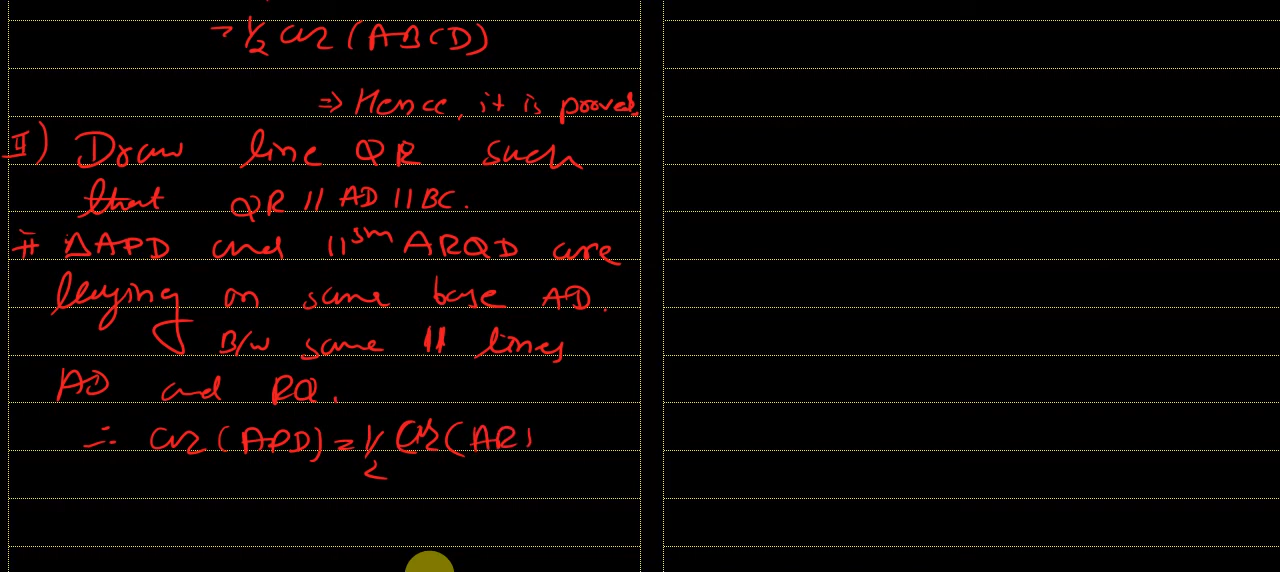 = 1/2 ar (ABCD)
⇒ Hence, it is proved.
II) Draw line QR such
that QR || AD || BC.
# ΔAPD and ||gm ARQD are
leying on same base AD.
B/w same || lines
AD and RQ.
∴ ar (APD) = 1/2 ar (AR